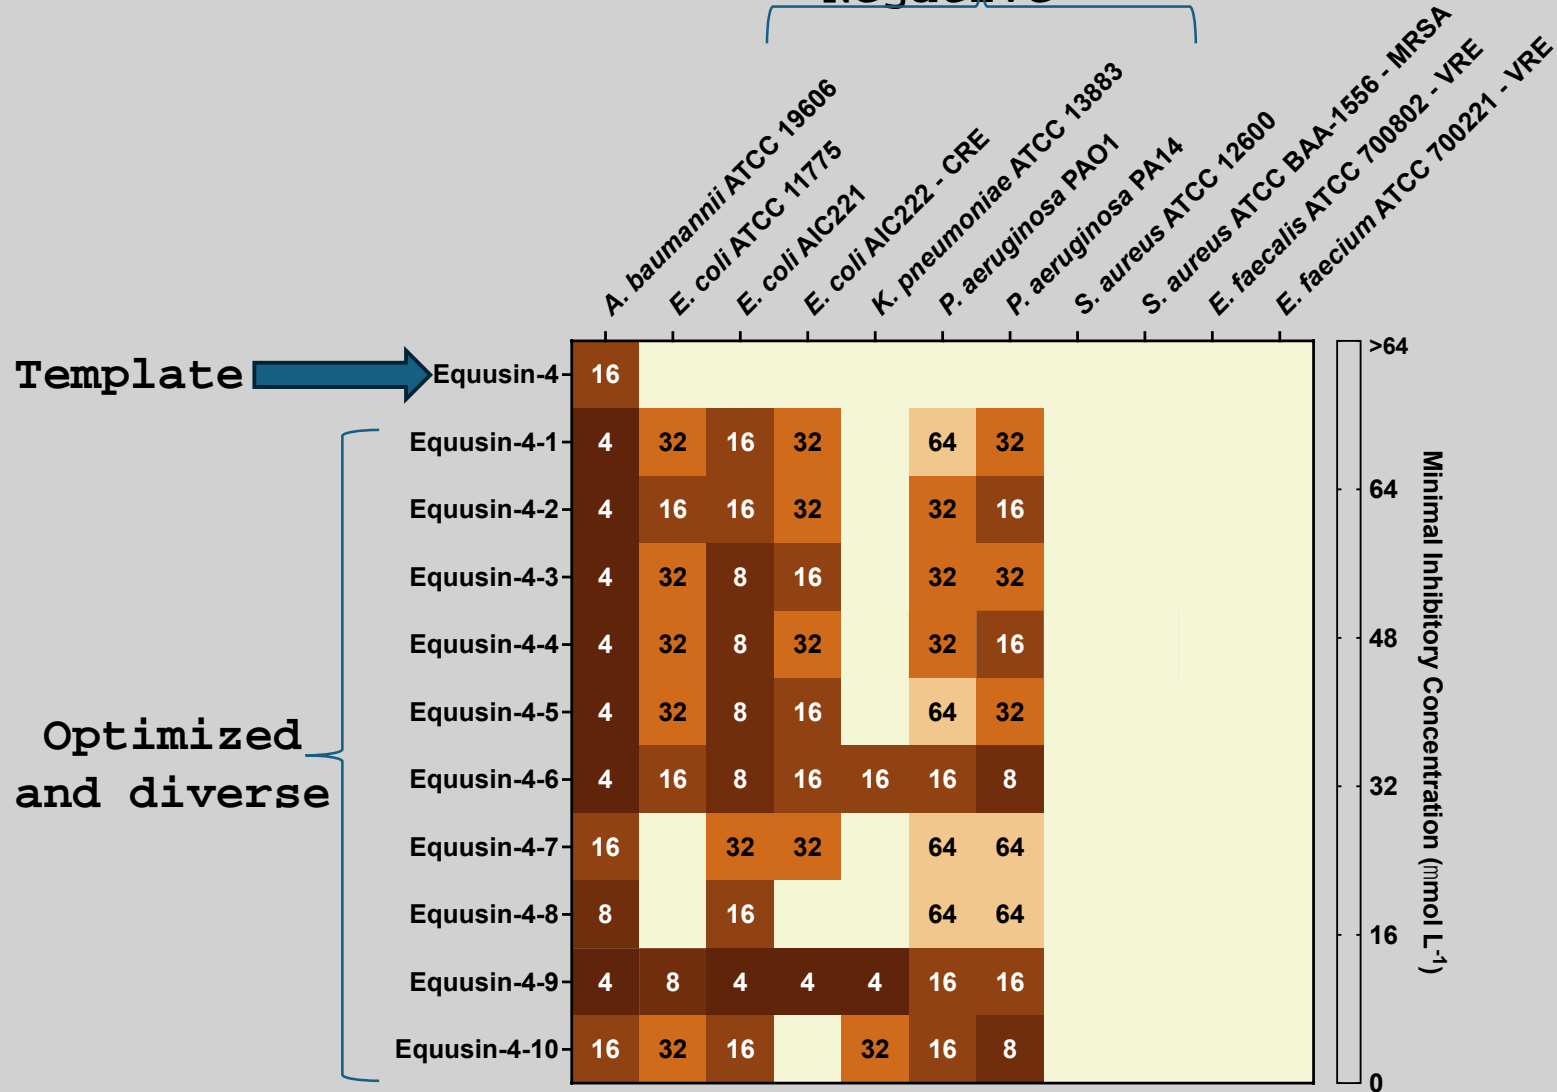 Negative
A. baumannii ATCC 19606
E. coli ATCC 11775
E. coli AIC221
E. coli AIC222 - CRE
K. pneumoniae ATCC 13883
P. aeruginosa PAO1
P. aeruginosa PA14
S. aureus ATCC 12600
S. aureus ATCC BAA-1556 - MRSA
E. faecalis ATCC 700802 - VRE
E. faecium ATCC 700221 - VRE
Template
Equusin-4 16
Equusin-4-1 4 32 16 32 64 32
Equusin-4-2 4 16 16 32 32 16
Equusin-4-3 4 32 8 16 32 32
Equusin-4-4 4 32 8 32 32 16
Equusin-4-5 4 32 8 16 64 32
Optimized
and diverse
Equusin-4-6 4 16 8 16 16 16 8
Equusin-4-7 16 32 32 64 64
Equusin-4-8 8 16 64 64
Equusin-4-9 4 8 4 4 4 16 16
Equusin-4-10 16 32 16 32 16 8
>64
64
48
32
16
0
Minimal Inhibitory Concentration (mmol L-1)